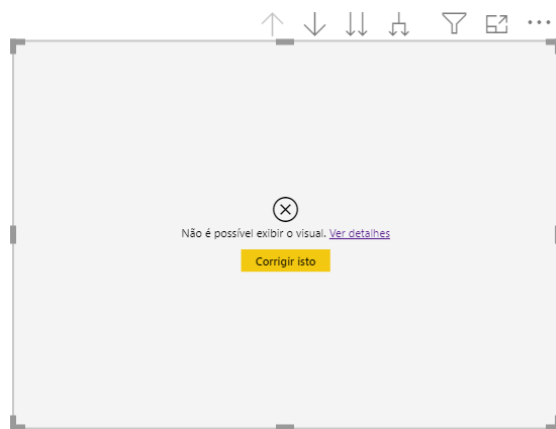 Não é possível exibir o visual. Ver detalhes
Corrigir isto